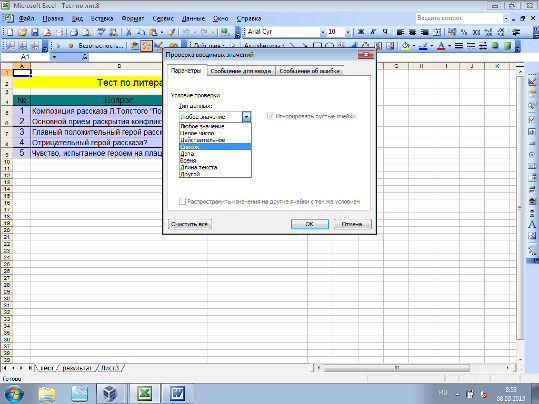 Microsoft Excel - Тест по лит.8
Файл Правка Вид Вставка Формат Сервис Данные Окно Справка
Введите вопрос
Arial Cyr 10 Ж К Ч
Безопасность...
A1 fx
Проверка вводимых значений
Параметры Сообщение для ввода Сообщение об ошибке
Условие проверки
Тип данных:
Любое значение Игнорировать пустые ячейки
Любое значение
Целое число
Действительное
Список
Дата
Время
Длина текста
Другой
Распространить изменения на другие ячейки с тем же условием
Очистить все ОК Отмена
A B F G H I J K L
Тест по литера
№ Вопрос
1 Композиция рассказа Л.Толстого "По
2 Основной прием раскрытия конфлик
3 Главный положительный герой расск
4 Отрицательный герой рассказа?
5 Чувство, испытанное героем на плац
тест результат Лист3
Готово
RU 8:53
08.03.2013